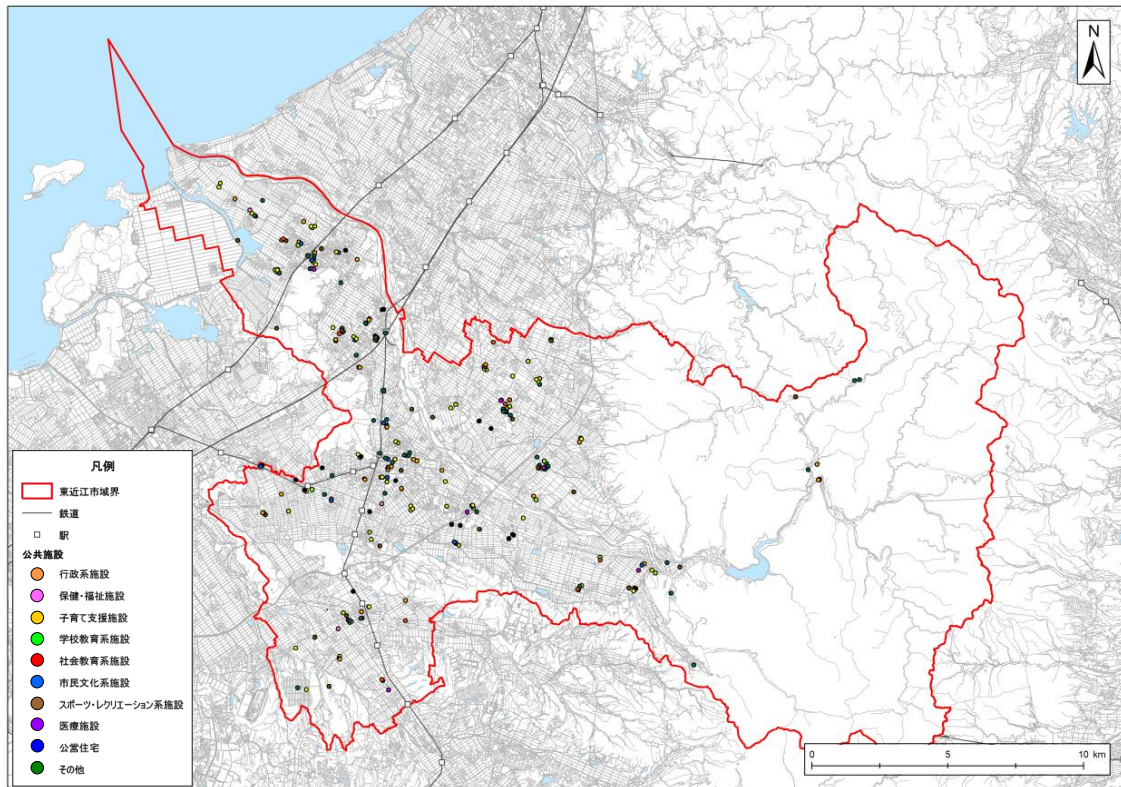 N
凡例
東近江市域界
鉄道
駅
公共施設
行政系施設
保健・福祉施設
子育て支援施設
学校教育系施設
社会教育系施設
市民文化系施設
スポーツ・レクリエーション系施設
医療施設
公営住宅
その他
0 5 10 km